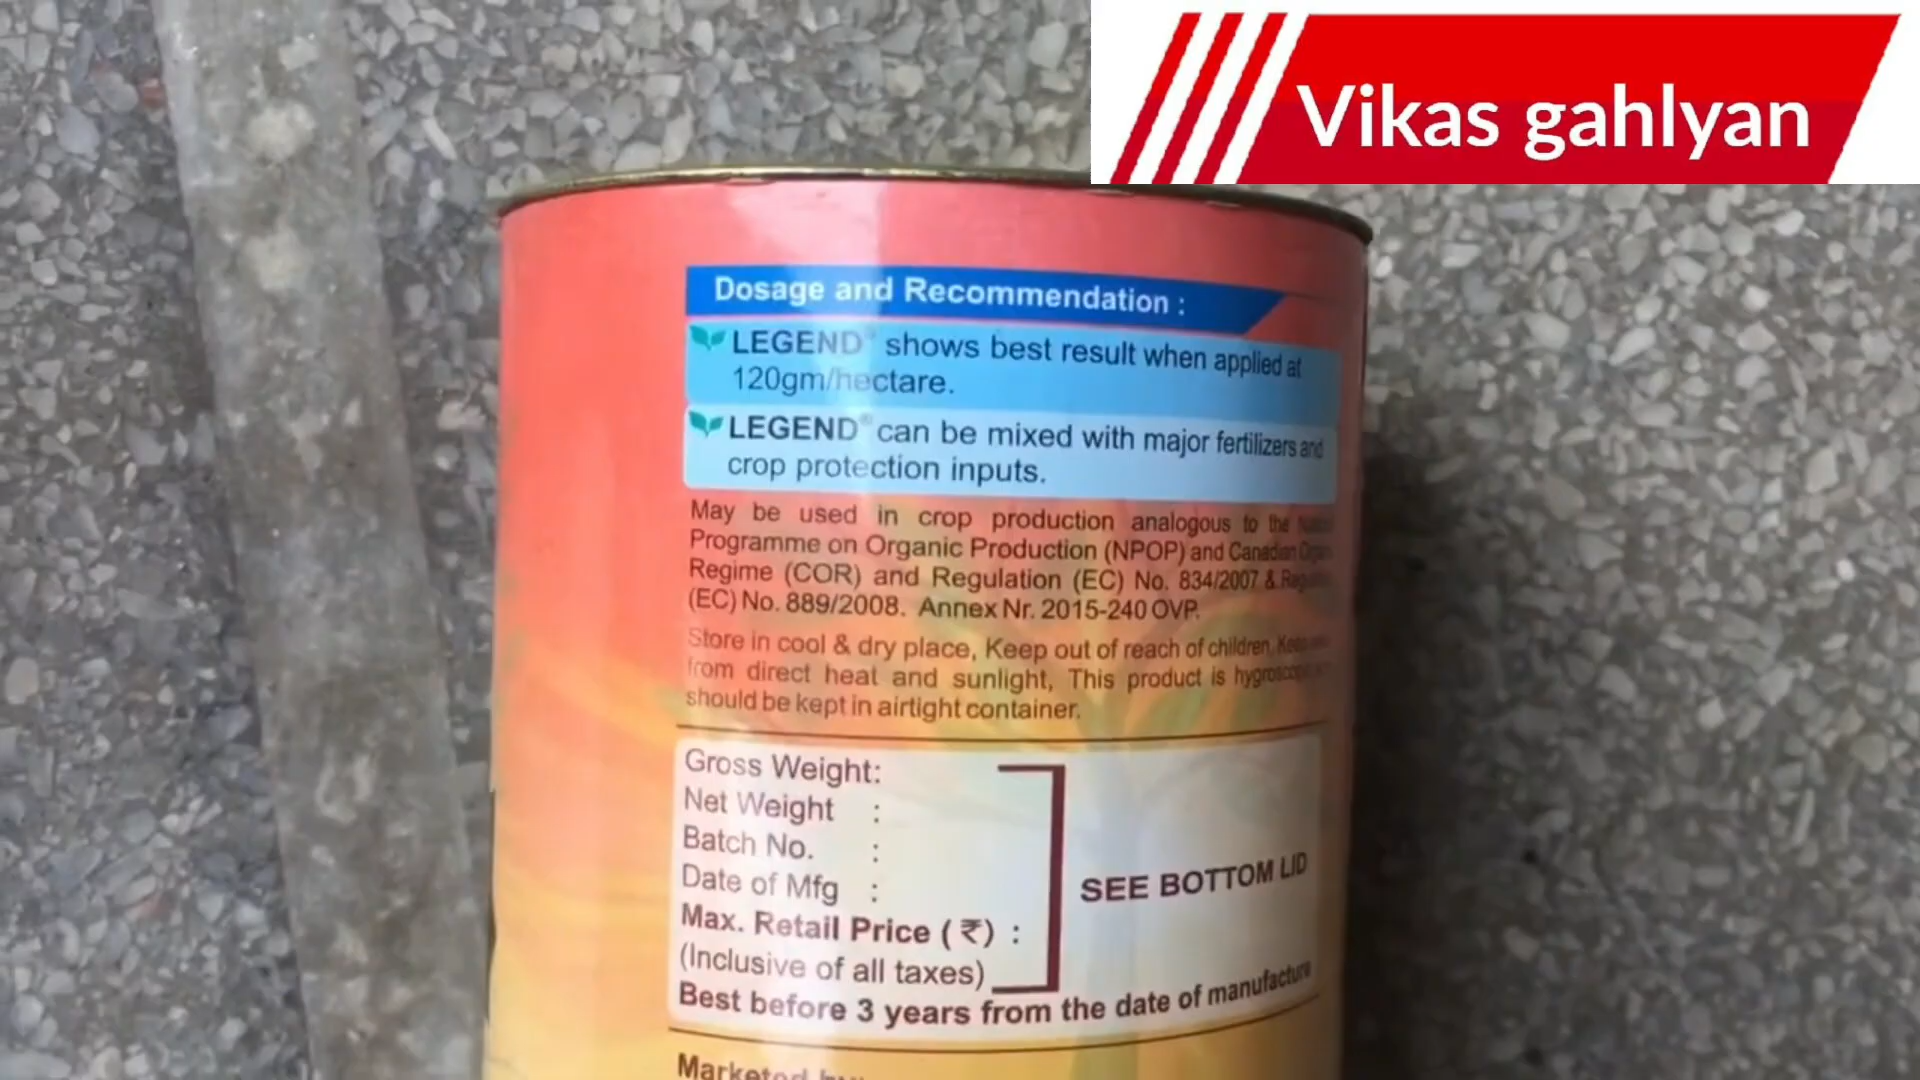 Vikas gahlyan
Dosage and Recommendation :
LEGEND® shows best result when applied at
120gm/hectare.
LEGEND® can be mixed with major fertilizers and
crop protection inputs.
May be used in crop production analogous to the
Programme on Organic Production (NPOP) and Canadian
Regime (COR) and Regulation (EC) No. 834/2007 &
(EC) No. 889/2008. Annex Nr. 2015-240 OVP.
Store in cool & dry place, Keep out of reach of children, Keep
from direct heat and sunlight, This product is
should be kept in airtight container.
Gross Weight:
Net Weight :
Batch No. :
Date of Mfg :
Max. Retail Price ( ₹) :
(Inclusive of all taxes)
SEE BOTTOM LID
Best before 3 years from the date of manufacture
Marketed